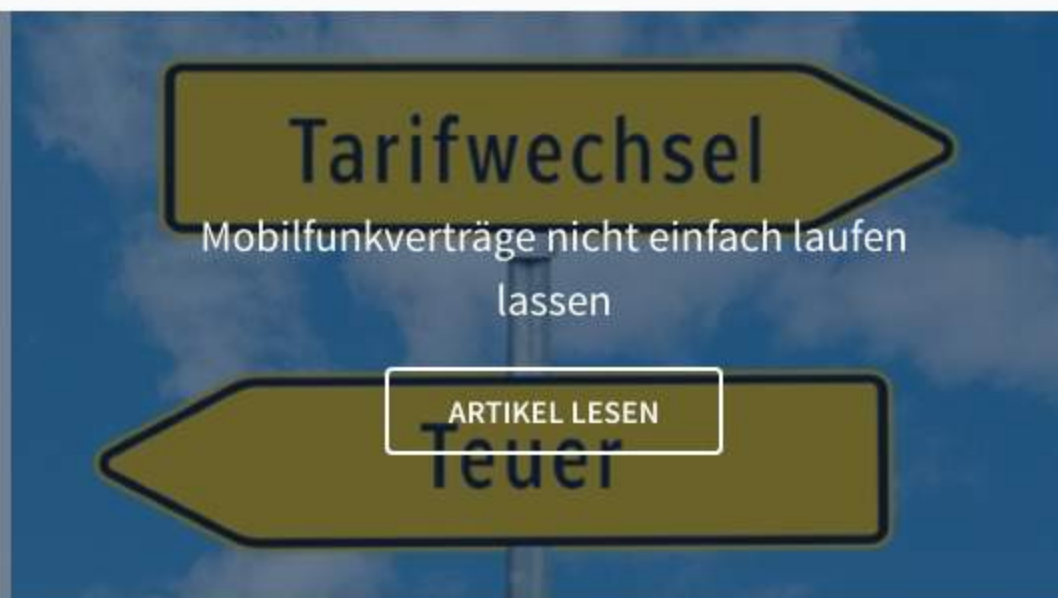 Tarifwechsel
Mobilfunkverträge nicht einfach laufen
lassen
ARTIKEL LESEN
Teuer